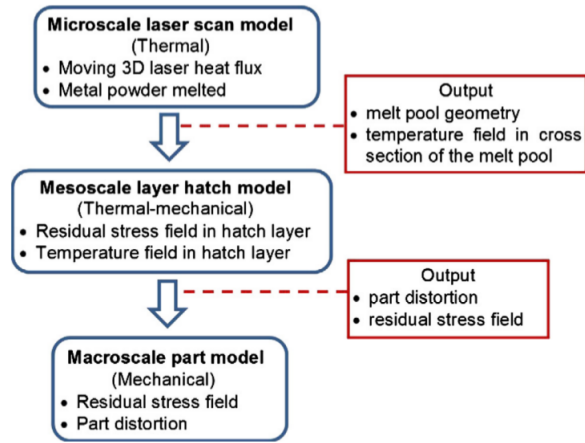 Microscale laser scan model
(Thermal)
• Moving 3D laser heat flux
• Metal powder melted
Output
• melt pool geometry
• temperature field in cross
section of the melt pool
Mesoscale layer hatch model
(Thermal-mechanical)
• Residual stress field in hatch layer
• Temperature field in hatch layer
Output
• part distortion
• residual stress field
Macroscale part model
(Mechanical)
• Residual stress field
• Part distortion